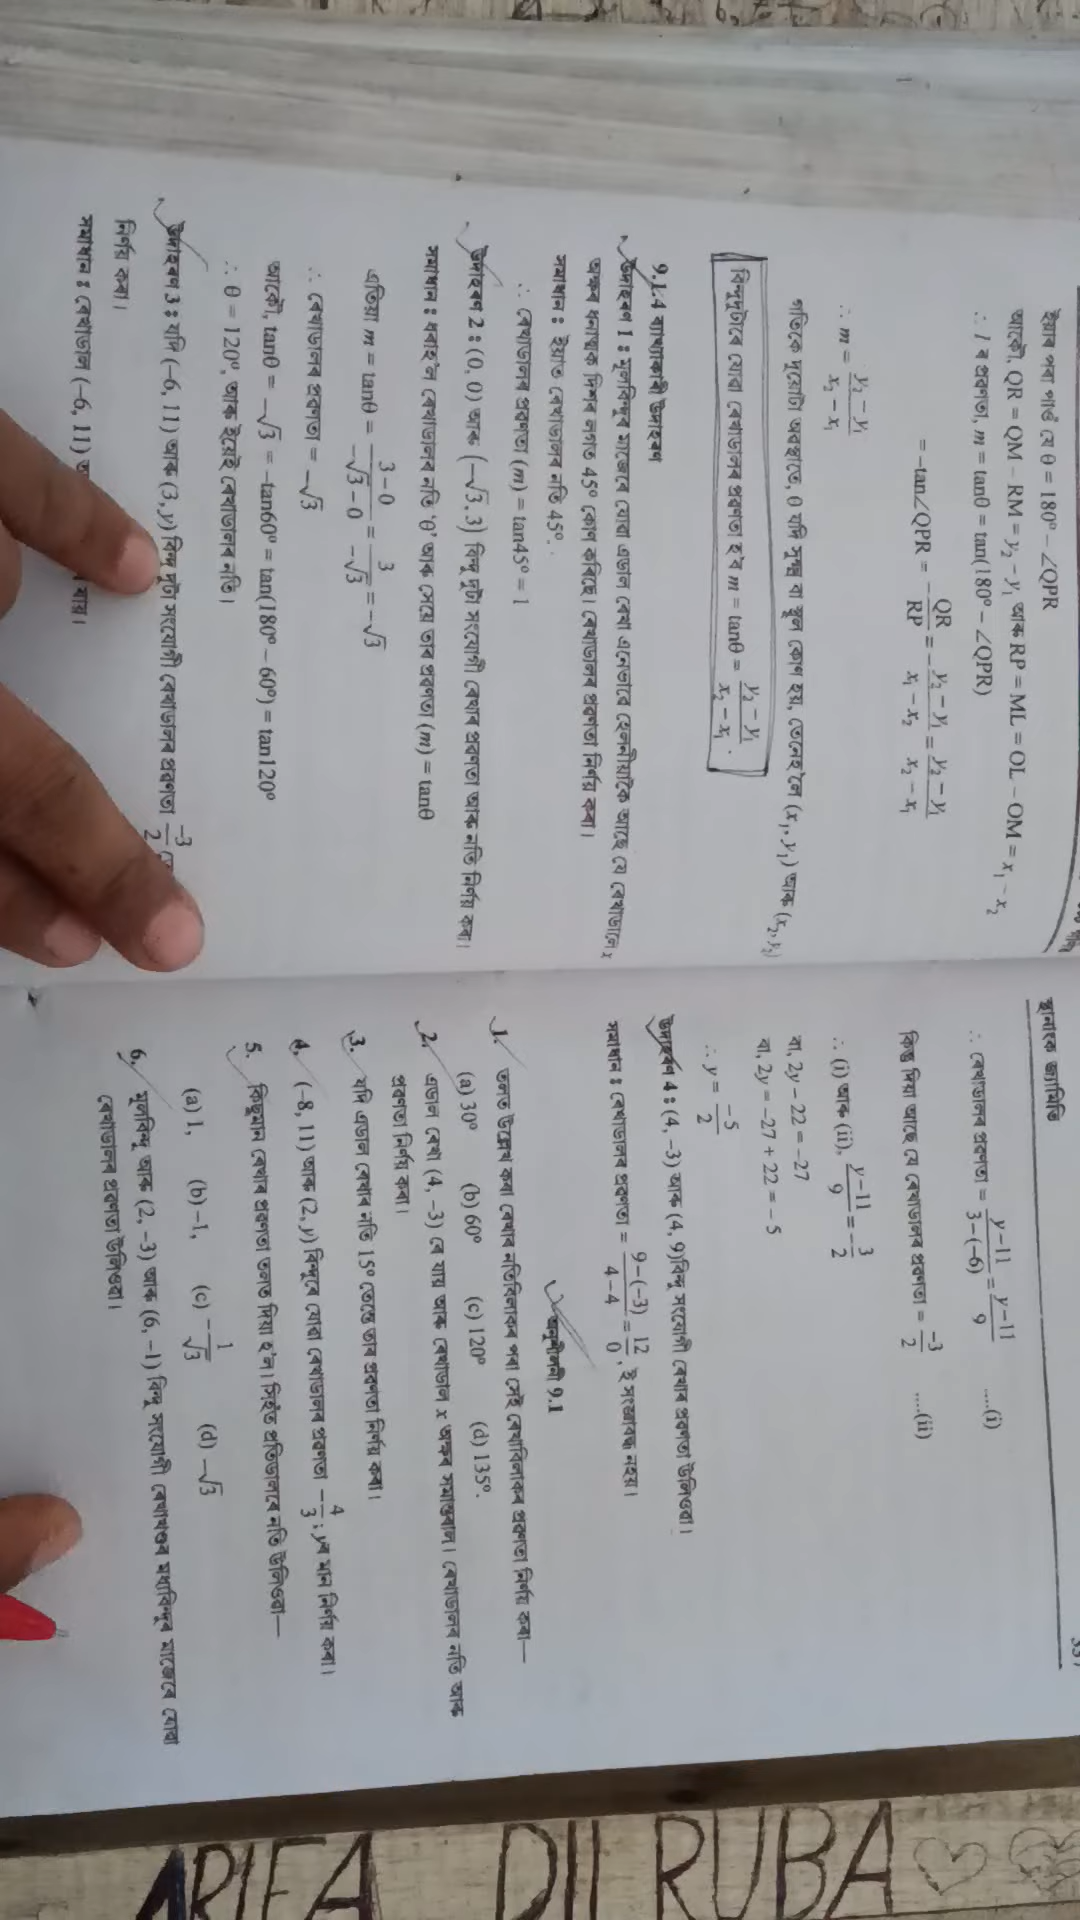 ইয়াৰ পৰা পাওঁ যে θ = 180° – ∠QPR
আকৌ, QR = QM – RM = y₂ – y₁ আৰু RP = ML = OL – OM = x₁ – x₂
∴ l ৰ প্ৰৱণতা, m = tanθ = tan(180° – ∠QPR)
= –tan∠QPR = –QR/RP = –(y₂ – y₁)/(x₁ – x₂) = (y₂ – y₁)/(x₂ – x₁)
∴ m = (y₂ – y₁)/(x₂ – x₁)
গতিকে দুয়োটা অৱস্থাতে, θ যদি সূক্ষ্ম বা স্থূল কোণ হয়, তেনেহ'লে (x₁, y₁) আৰু (x₂, y₂)
বিন্দুদুটাৰে যোৱা ৰেখাডালৰ প্ৰৱণতা হ'ব m = tanθ = (y₂ – y₁)/(x₂ – x₁).
9.1.4 ব্যাখ্যাকাৰী উদাহৰণ
উদাহৰণ 1 : মূলবিন্দুৰ মাজেৰে যোৱা এডাল ৰেখা এনেভাবে হেলনীয়াকৈ আছে যে ৰেখাডালে x
অক্ষৰ ধনাত্মক দিশৰ লগত 45° কোণ কৰিছে। ৰেখাডালৰ প্ৰৱণতা নিৰ্ণয় কৰা।
সমাধান : ইয়াত ৰেখাডালৰ নতি 45°.
∴ ৰেখাডালৰ প্ৰৱণতা (m) = tan45° = 1
উদাহৰণ 2 : (0, 0) আৰু (–√3, 3) বিন্দু দুটা সংযোগী ৰেখাৰ প্ৰৱণতা আৰু নতি নিৰ্ণয় কৰা।
সমাধান : ধৰাহ'ল ৰেখাডালৰ নতি 'θ' আৰু সেয়ে তাৰ প্ৰৱণতা (m) = tanθ
এতিয়া m = tanθ = (3 – 0)/(–√3 – 0) = 3/–√3 = –√3
∴ ৰেখাডালৰ প্ৰৱণতা = –√3
আকৌ, tanθ = –√3 = –tan60° = tan(180° – 60°) = tan120°
∴ θ = 120°, আৰু ইয়েই ৰেখাডালৰ নতি।
উদাহৰণ 3 : যদি (–6, 11) আৰু (3, y) বিন্দু দুটা সংযোগী ৰেখাডালৰ প্ৰৱণতা –3/2
নিৰ্ণয় কৰা।
সমাধান : ৰেখাডাল (–6, 11) যায়।
স্থানাংক জ্যামিতি
∴ ৰেখাডালৰ প্ৰৱণতা = (y–11)/(3–(–6)) = (y–11)/9 ....(i)
কিন্তু দিয়া আছে যে ৰেখাডালৰ প্ৰৱণতা = –3/2 ....(ii)
∴ (i) আৰু (ii), (y–11)/9 = –3/2
বা, 2y – 22 = –27
বা, 2y = –27 + 22 = – 5
∴ y = –5/2
উদাহৰণ 4 : (4, –3) আৰু (4, 9)বিন্দু সংযোগী ৰেখাৰ প্ৰৱণতা উলিওৱা।
সমাধান : ৰেখাডালৰ প্ৰৱণতা = (9–(–3))/(4–4) = 12/0, ই সংজ্ঞাবদ্ধ নহয়।
অনুশীলনী 9.1
1. তলত উল্লেখ কৰা ৰেখাৰ নতিবিলাকৰ পৰা সেই ৰেখাবিলাকৰ প্ৰৱণতা নিৰ্ণয় কৰা—
(a) 30° (b) 60° (c) 120° (d) 135°.
2. এডাল ৰেখা (4, –3) ৰে যায় আৰু ৰেখাডাল x অক্ষৰ সমান্তৰাল। ৰেখাডালৰ নতি আৰু
প্ৰৱণতা নিৰ্ণয় কৰা।
3. যদি এডাল ৰেখাৰ নতি 15° তেন্তে তাৰ প্ৰৱণতা নিৰ্ণয় কৰা।
4. (–8, 11) আৰু (2, y) বিন্দুৰে যোৱা ৰেখাডালৰ প্ৰৱণতা –4/3; yৰ মান নিৰ্ণয় কৰা।
5. কিছুমান ৰেখাৰ প্ৰৱণতা তলত দিয়া হ'ল। সিহঁত প্ৰতিডালৰে নতি উলিওৱা—
(a) 1, (b) –1, (c) –1/√3 (d) –√3
6. মূলবিন্দু আৰু (2, –3) আৰু (6, –1) বিন্দু সংযোগী ৰেখাখণ্ডৰ মধ্যবিন্দুৰ মাজেৰে যোৱা
ৰেখাডালৰ প্ৰৱণতা উলিওৱা।
ARIFA DIL RUBA